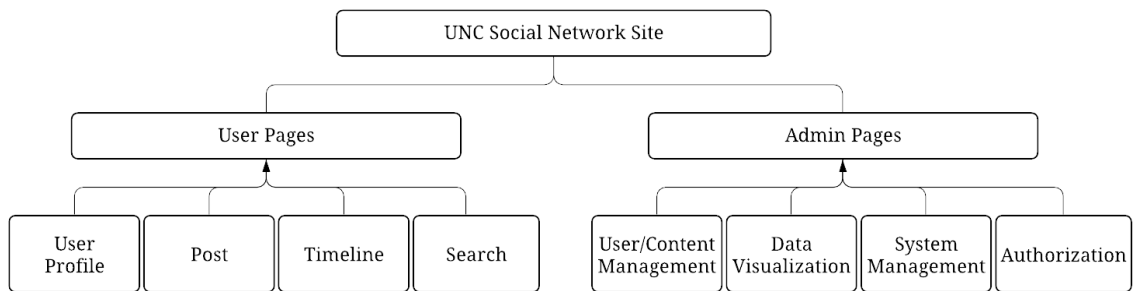 UNC Social Network Site
User Pages
Admin Pages
User
Profile
Post
Timeline
Search
User/Content
Management
Data
Visualization
System
Management
Authorization